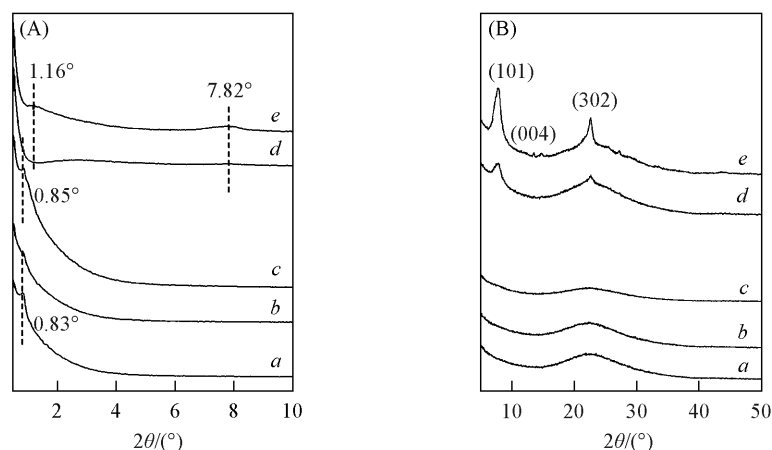 (A)
1.16°
7.82°
e
d
0.85°
c
b
0.83°
a
2 4 6 8 10
2θ/(°)
(B)
(101)
(004)
(302)
e
d
c
b
a
10 20 30 40 50
2θ/(°)